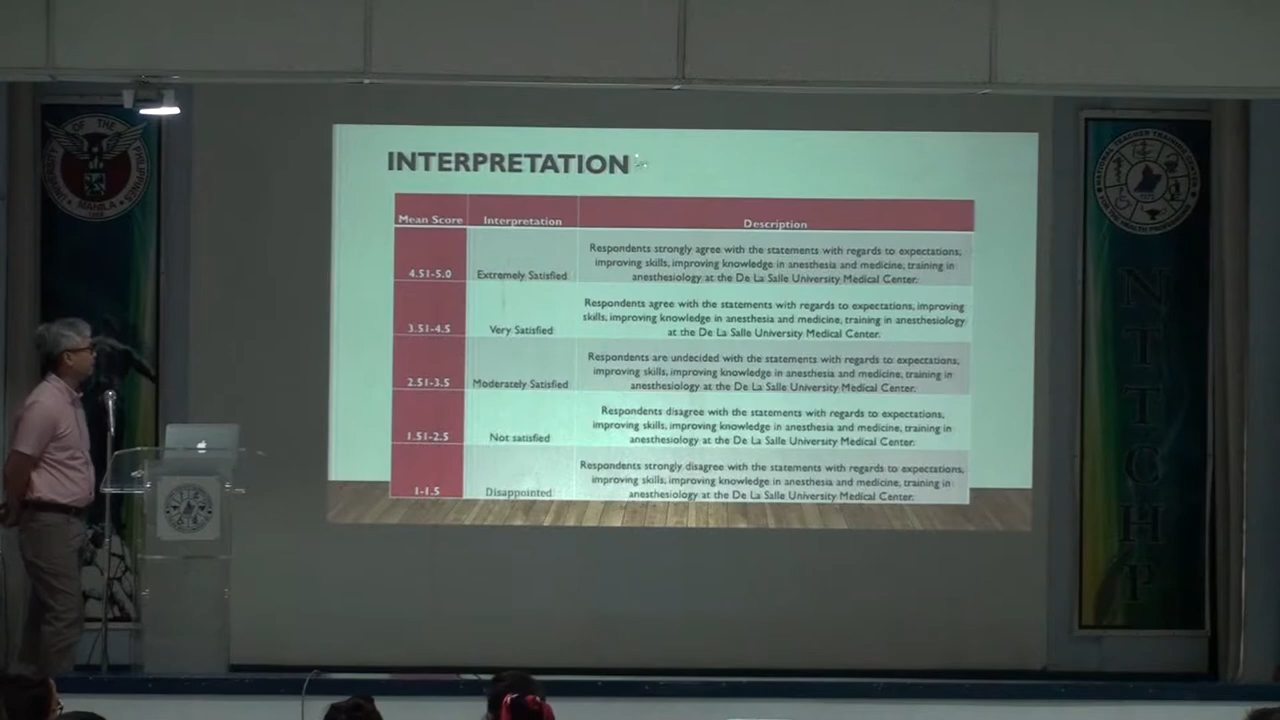 INTERPRETATION
Mean Score Interpretation Description
Respondents strongly agree with the statements with regards to expectations,
improving skills, improving knowledge in anesthesia and medicine, training in
4.51-5.0 Extremely Satisfied anesthesiology at the De La Salle University Medical Center.
Respondents agree with the statements with regards to expectations, improving
skills, improving knowledge in anesthesia and medicine, training in anesthesiology
3.51-4.5 Very Satisfied at the De La Salle University Medical Center.
Respondents are undecided with the statements with regards to expectations,
improving skills, improving knowledge in anesthesia and medicine, training in
2.51-3.5 Moderately Satisfied anesthesiology at the De La Salle University Medical Center.
Respondents disagree with the statements with regards to expectations,
improving skills, improving knowledge in anesthesia and medicine, training in
1.51-2.5 Not satisfied anesthesiology at the De La Salle University Medical Center.
Respondents strongly disagree with the statements with regards to expectations,
improving skills, improving knowledge in anesthesia and medicine, training in
1-1.5 Disappointed anesthesiology at the De La Salle University Medical Center.
UNIVERSITY OF THE PHILIPPINES
MANILA
NATIONAL TEACHER TRAINING CENTER
NTTCHP